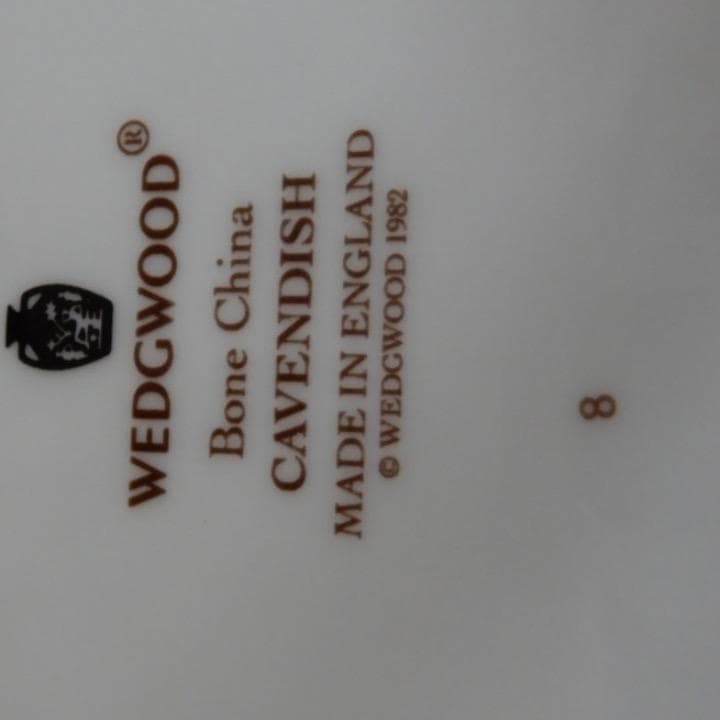 WEDGWOOD®
Bone China
CAVENDISH
MADE IN ENGLAND
© WEDGWOOD 1982
8